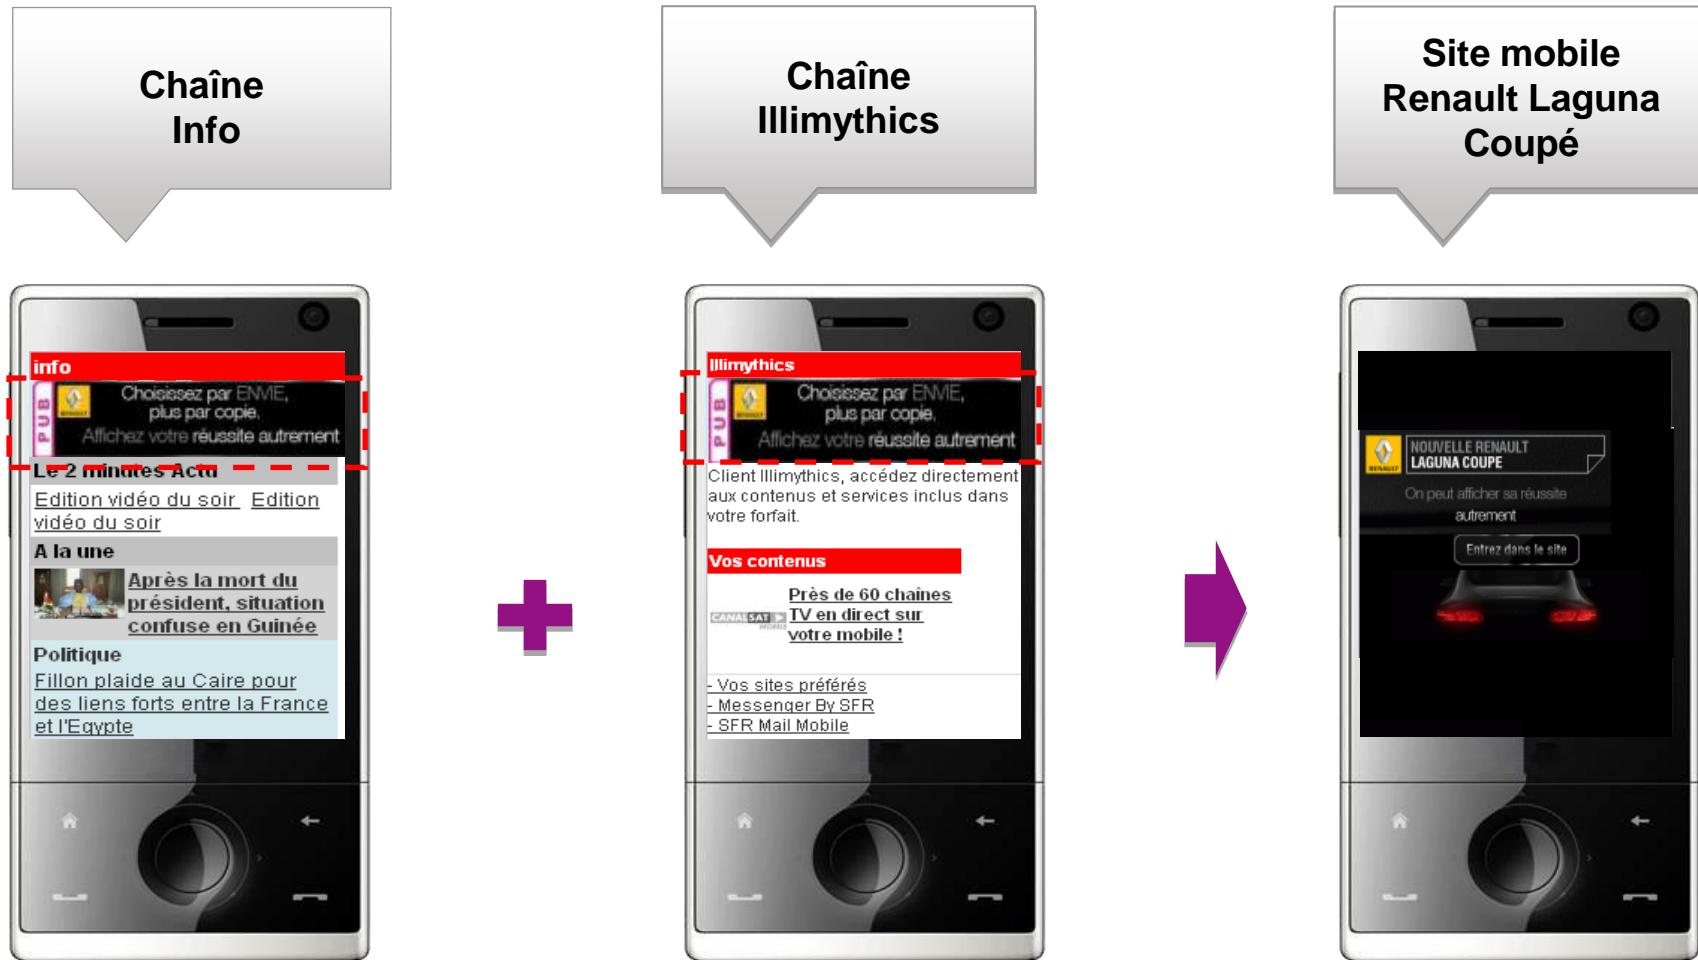 Chaîne
Info
Chaîne
Illimythics
Site mobile
Renault Laguna
Coupé
info
PUB
RENAULT
Choisissez par ENVIE,
plus par copie.
Affichez votre réussite autrement
Le 2 minutes Actu
Edition vidéo du soir Edition
vidéo du soir
A la une
Après la mort du
président, situation
confuse en Guinée
Politique
Fillon plaide au Caire pour
des liens forts entre la France
et l'Egypte
Illimythics
PUB
RENAULT
Choisissez par ENVIE,
plus par copie.
Affichez votre réussite autrement
Client Illimythics, accédez directement
aux contenus et services inclus dans
votre forfait.
Vos contenus
CANALSAT
MOBILE
Près de 60 chaines
TV en direct sur
votre mobile !
- Vos sites préférés
- Messenger By SFR
- SFR Mail Mobile
RENAULT
NOUVELLE RENAULT
LAGUNA COUPE
On peut afficher sa réussite
autrement
Entrez dans le site